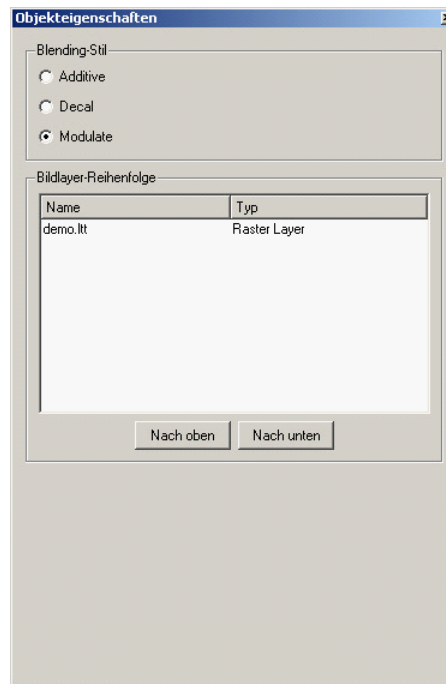 Objekteigenschaften
Blending-Stil
Additive
Decal
Modulate
Bildlayer-Reihenfolge
Name Typ
demo.ltt Raster Layer
Nach oben Nach unten